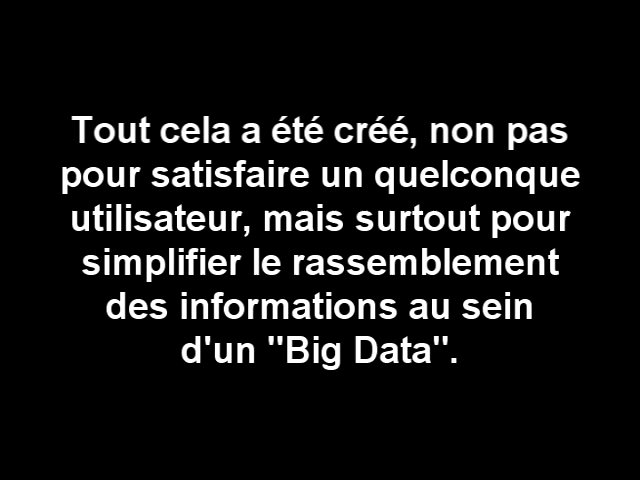 Tout cela a été créé, non pas
pour satisfaire un quelconque
utilisateur, mais surtout pour
simplifier le rassemblement
des informations au sein
d'un "Big Data".